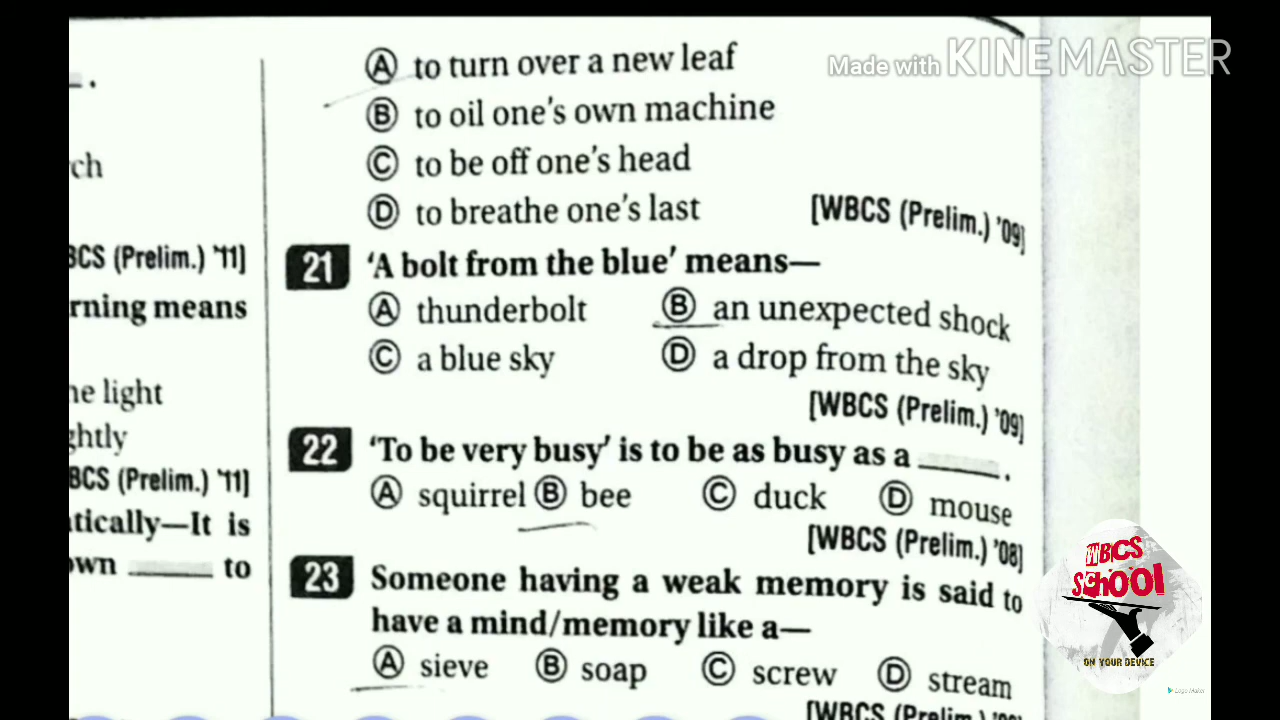 .
ch
BCS (Prelim.) '11]
rning means
ne light
ghtly
BCS (Prelim.) '11]
tically—It is
own ______ to
Ⓐ to turn over a new leaf
Ⓑ to oil one's own machine
Ⓒ to be off one's head
Ⓓ to breathe one's last
[WBCS (Prelim.) '09]
21 'A bolt from the blue' means—
Ⓐ thunderbolt Ⓑ an unexpected shock
Ⓒ a blue sky Ⓓ a drop from the sky
[WBCS (Prelim.) '09]
22 'To be very busy' is to be as busy as a ______ .
Ⓐ squirrel Ⓑ bee Ⓒ duck Ⓓ mouse
[WBCS (Prelim.) '08]
23 Someone having a weak memory is said to
have a mind/memory like a—
Ⓐ sieve Ⓑ soap Ⓒ screw Ⓓ stream
[WBCS (Prelim.)
Made with KINEMASTER
WBCS
SCHOOL
ON YOUR DEVICE
Logo Maker